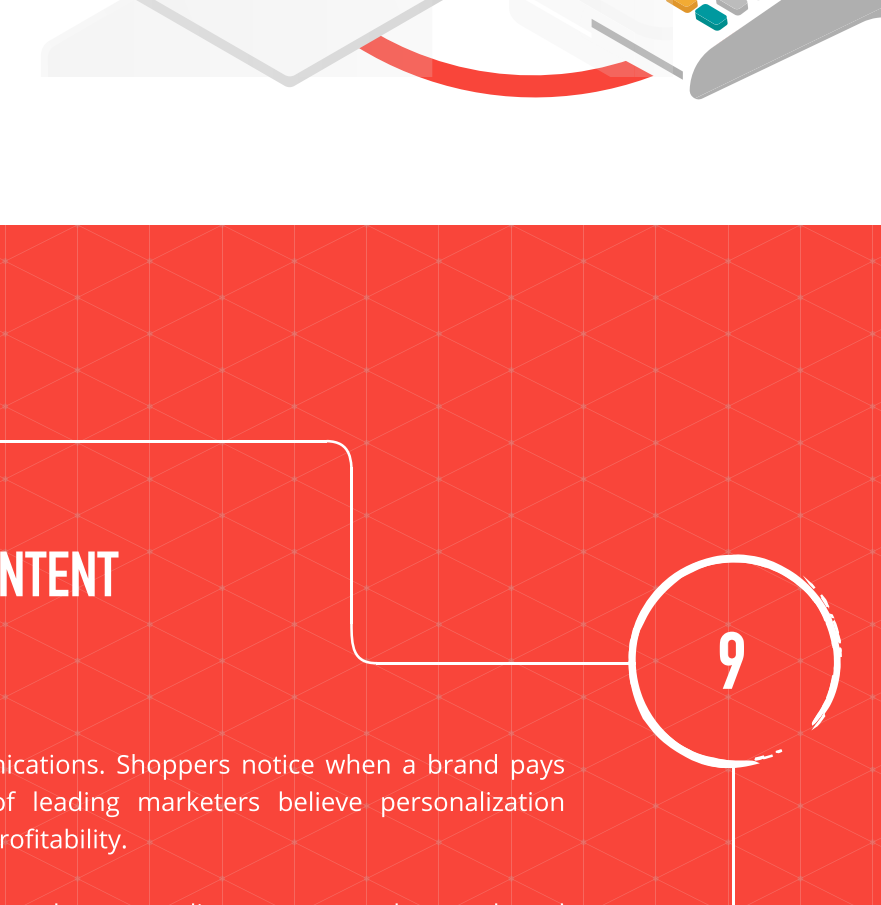 NTENT
9
nications. Shoppers notice when a brand pays
of leading marketers believe personalization
rofitability.